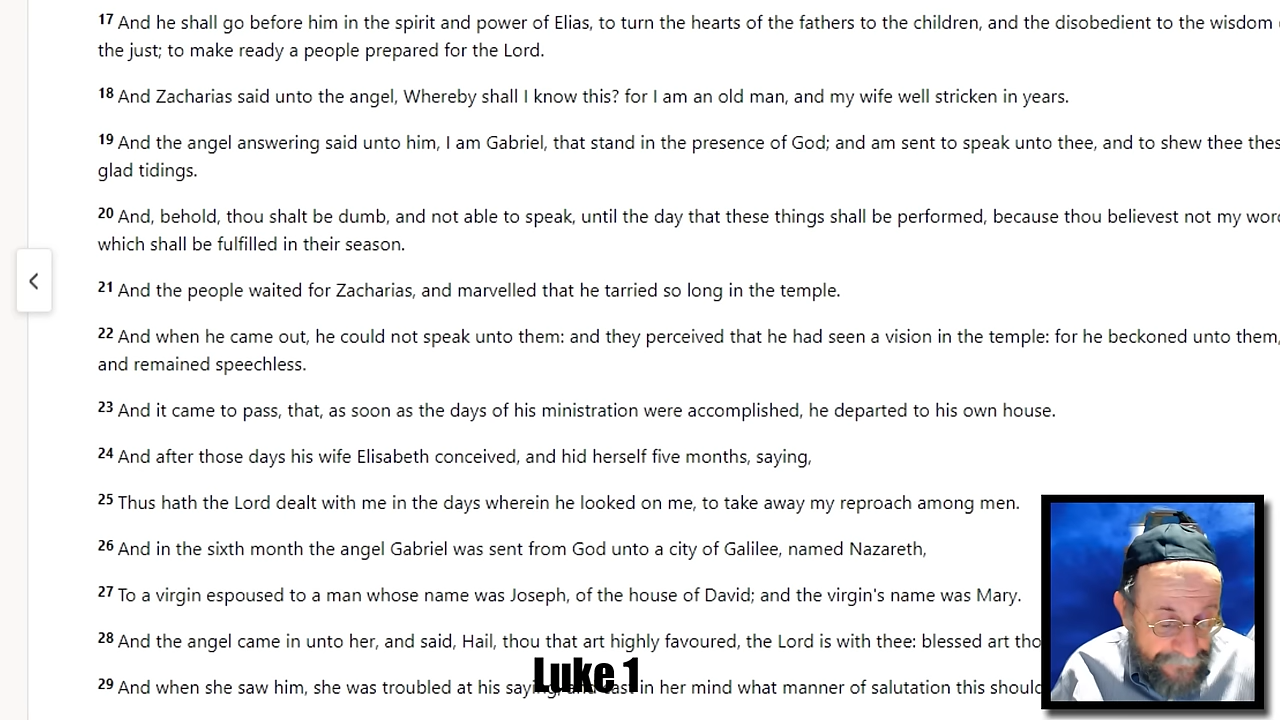 17 And he shall go before him in the spirit and power of Elias, to turn the hearts of the fathers to the children, and the disobedient to the wisdom
the just; to make ready a people prepared for the Lord.
18 And Zacharias said unto the angel, Whereby shall I know this? for I am an old man, and my wife well stricken in years.
19 And the angel answering said unto him, I am Gabriel, that stand in the presence of God; and am sent to speak unto thee, and to shew thee thes
glad tidings.
20 And, behold, thou shalt be dumb, and not able to speak, until the day that these things shall be performed, because thou believest not my wor
which shall be fulfilled in their season.
21 And the people waited for Zacharias, and marvelled that he tarried so long in the temple.
22 And when he came out, he could not speak unto them: and they perceived that he had seen a vision in the temple: for he beckoned unto them,
and remained speechless.
23 And it came to pass, that, as soon as the days of his ministration were accomplished, he departed to his own house.
24 And after those days his wife Elisabeth conceived, and hid herself five months, saying,
25 Thus hath the Lord dealt with me in the days wherein he looked on me, to take away my reproach among men.
26 And in the sixth month the angel Gabriel was sent from God unto a city of Galilee, named Nazareth,
27 To a virgin espoused to a man whose name was Joseph, of the house of David; and the virgin's name was Mary.
28 And the angel came in unto her, and said, Hail, thou that art highly favoured, the Lord is with thee: blessed art tho
Luke 1
29 And when she saw him, she was troubled at his in her mind what manner of salutation this should